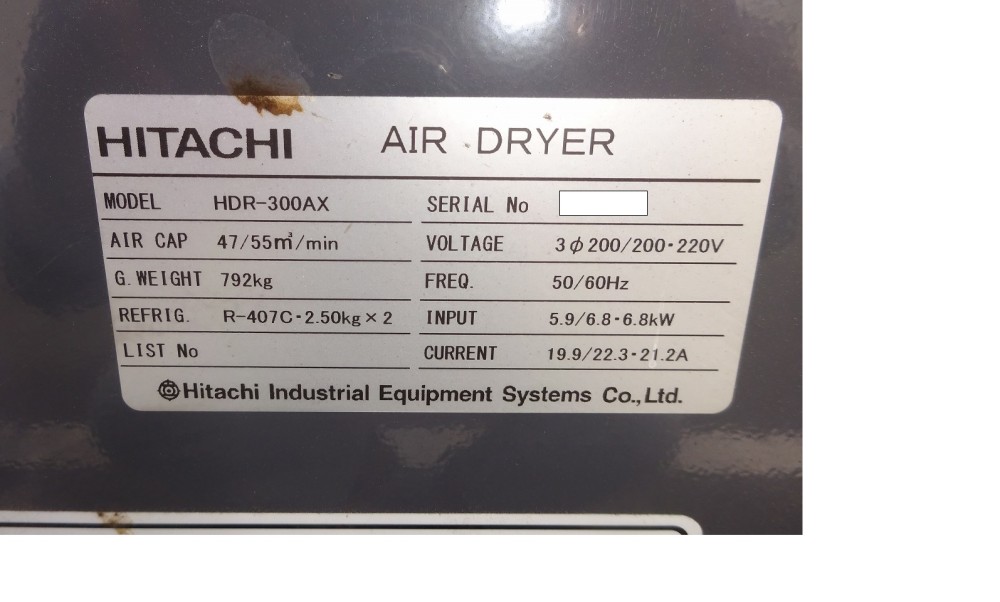 HITACHI AIR DRYER
MODEL HDR-300AX SERIAL No
AIR CAP 47/55m³/min VOLTAGE 3φ200/200・220V
G.WEIGHT 792kg FREQ. 50/60Hz
REFRIG. R-407C・2.50kg×2 INPUT 5.9/6.8・6.8kW
LIST No CURRENT 19.9/22.3・21.2A
Hitachi Industrial Equipment Systems Co.,Ltd.